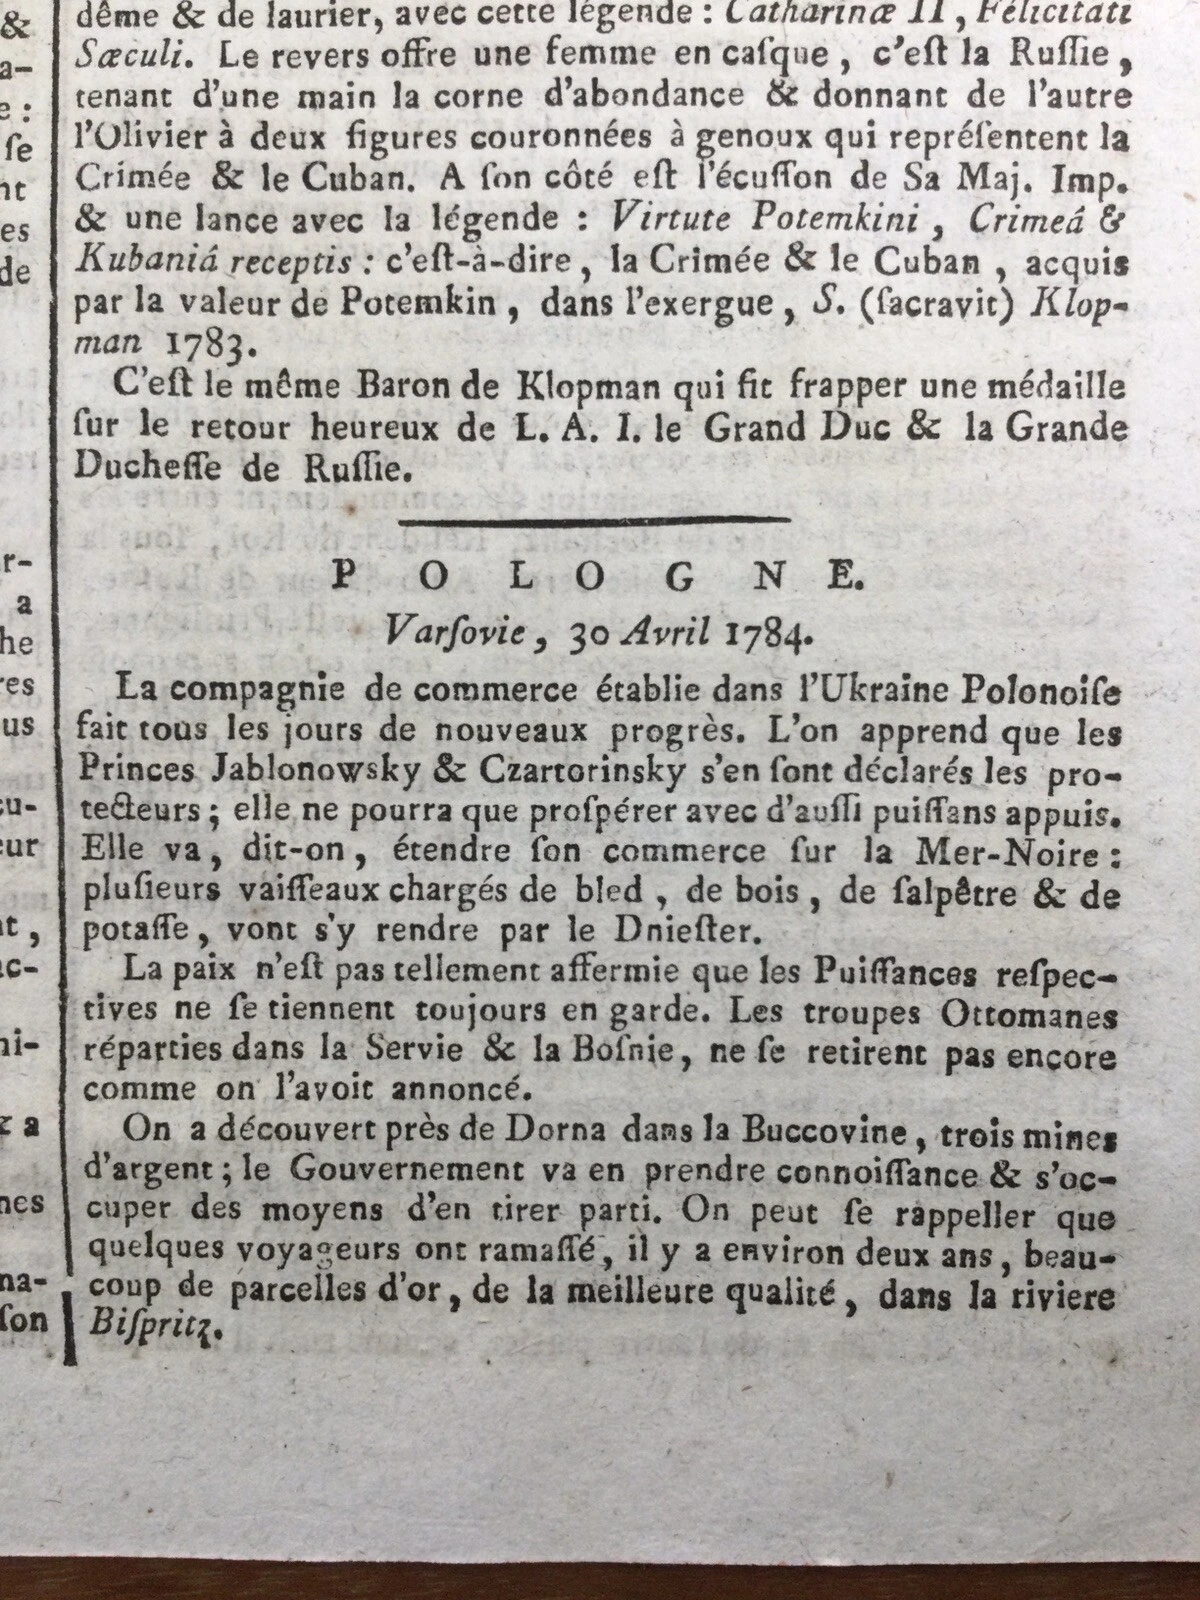 dême & de laurier, avec cette légende : Catharinæ II, Félicitati
Sæculi. Le revers offre une femme en caſque, c'eſt la Ruſſie,
tenant d'une main la corne d'abondance & donnant de l'autre
l'Olivier à deux figures couronnées à genoux qui repréſentent la
Crimée & le Cuban. A ſon côté eſt l'écuſſon de Sa Maj. Imp.
& une lance avec la légende : Virtute Potemkini, Crimeâ &
Kubaniâ receptis : c'eſt-à-dire, la Crimée & le Cuban, acquis
par la valeur de Potemkin, dans l'exergue, S. (ſacravit) Klop-
man 1783.
C'eſt le même Baron de Klopman qui fit frapper une médaille
ſur le retour heureux de L. A. I. le Grand Duc & la Grande
Ducheſſe de Ruſſie.
POLOGNE.
Varſovie, 30 Avril 1784.
La compagnie de commerce établie dans l'Ukraine Polonoiſe
fait tous les jours de nouveaux progrès. L'on apprend que les
Princes Jablonowsky & Czartorinsky s'en ſont déclarés les pro-
tecteurs ; elle ne pourra que proſpérer avec d'auſſi puiſſans appuis.
Elle va, dit-on, étendre ſon commerce ſur la Mer-Noire :
pluſieurs vaiſſeaux chargés de bled, de bois, de ſalpêtre & de
potaſſe, vont s'y rendre par le Dnieſter.
La paix n'eſt pas tellement affermie que les Puiſſances reſpec-
tives ne ſe tiennent toujours en garde. Les troupes Ottomanes
réparties dans la Servie & la Boſnie, ne ſe retirent pas encore
comme on l'avoit annoncé.
On a découvert près de Dorna dans la Buccovine, trois mines
d'argent ; le Gouvernement va en prendre connoiſſance & s'oc-
cuper des moyens d'en tirer parti. On peut ſe rappeller que
quelques voyageurs ont ramaſſé, il y a environ deux ans, beau-
coup de parcelles d'or, de la meilleure qualité, dans la riviere
Biſpritz.